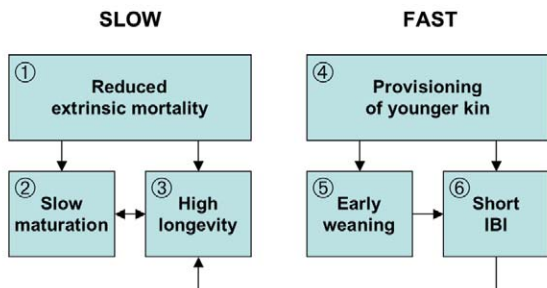 SLOW
FAST
①
Reduced
extrinsic mortality
④
Provisioning
of younger kin
②
Slow
maturation
③
High
longevity
⑤
Early
weaning
⑥
Short
IBI